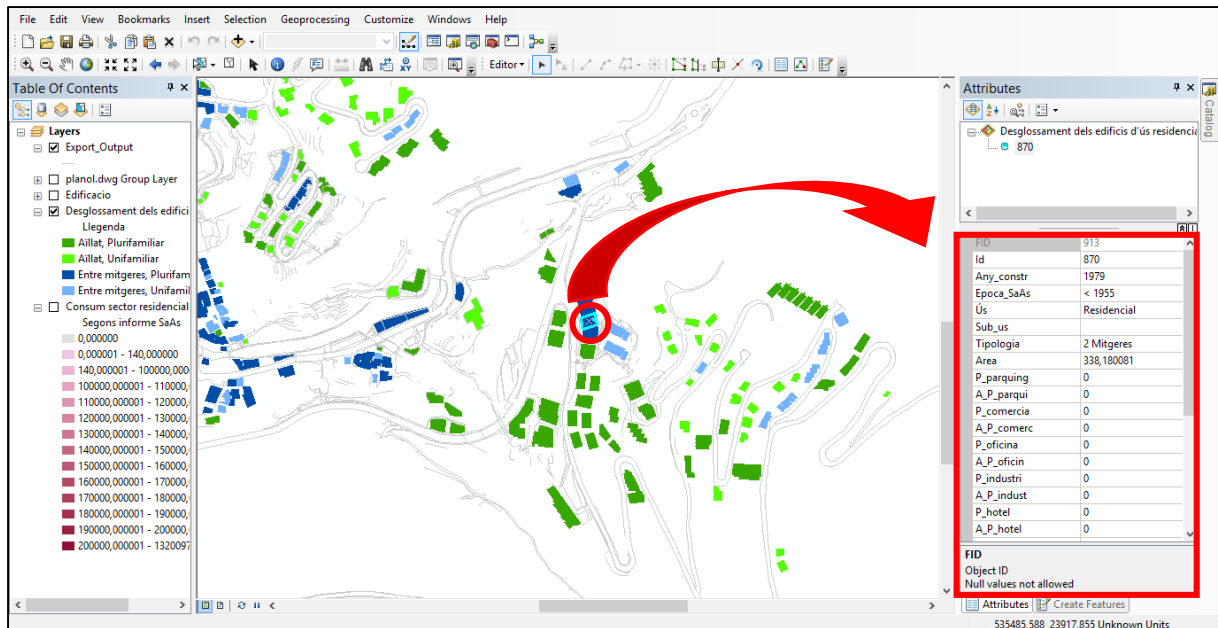 File Edit View Bookmarks Insert Selection Geoprocessing Customize Windows Help
Editor
Table Of Contents
Layers
Export_Output
planol.dwg Group Layer
Edificacio
Desglossament dels edifici
Llegenda
Aïllat, Plurifamiliar
Aïllat, Unifamiliar
Entre mitgeres, Plurifam
Entre mitgeres, Unifamil
Consum sector residencial
Segons informe SaAs
0,000000
0,000001 - 140,000000
140,000001 - 100000,000
100000,000001 - 110000,
110000,000001 - 120000,
120000,000001 - 130000,
130000,000001 - 140000,
140000,000001 - 150000,
150000,000001 - 160000,
160000,000001 - 170000,
170000,000001 - 180000,
180000,000001 - 190000,
190000,000001 - 200000,
200000,000001 - 1320097
Attributes
Catalog
Desglossament dels edificis d'ús residencia
870
FID 913
Id 870
Any_constr 1979
Epoca_SaAs < 1955
Ús Residencial
Sub_us
Tipologia 2 Mitgeres
Area 338,180081
P_parquing 0
A_P_parqui 0
P_comercia 0
A_P_comerc 0
P_oficina 0
A_P_oficin 0
P_industri 0
A_P_indust 0
P_hotel 0
A_P_hotel 0
FID
Object ID
Null values not allowed
Attributes Create Features
535485,588 23917,855 Unknown Units